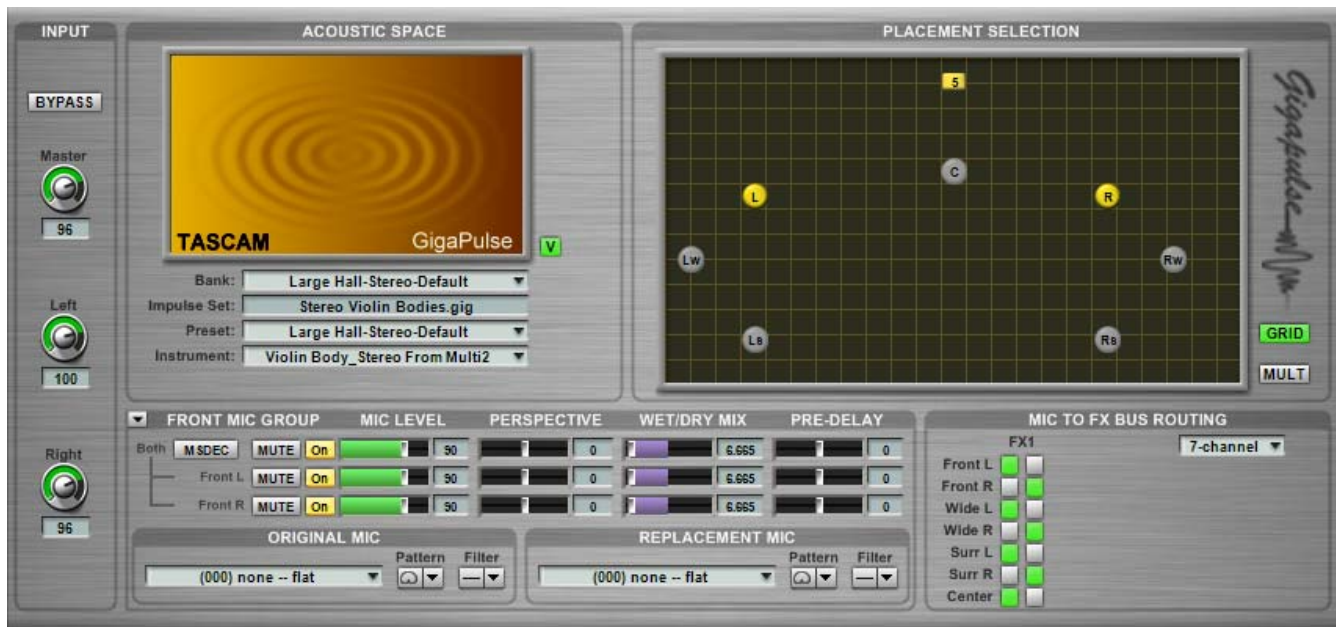 INPUT
BYPASS
Master
96
Left
100
Right
96
ACOUSTIC SPACE
TASCAM GigaPulse
V
Bank: Large Hall-Stereo-Default
Impulse Set: Stereo Violin Bodies.gig
Preset: Large Hall-Stereo-Default
Instrument: Violin Body_Stereo From Multi2
PLACEMENT SELECTION
5
C
L R
Lw Rw
Ls Rs
Gigapulse
GRID
MULT
FRONT MIC GROUP MIC LEVEL PERSPECTIVE WET/DRY MIX PRE-DELAY
Both MSDEC MUTE On 90 0 6.665 0
Front L MUTE On 90 0 6.665 0
Front R MUTE On 90 0 6.665 0
ORIGINAL MIC
Pattern Filter
(000) none -- flat
REPLACEMENT MIC
Pattern Filter
(000) none -- flat
MIC TO FX BUS ROUTING
FX1 7-channel
Front L
Front R
Wide L
Wide R
Surr L
Surr R
Center